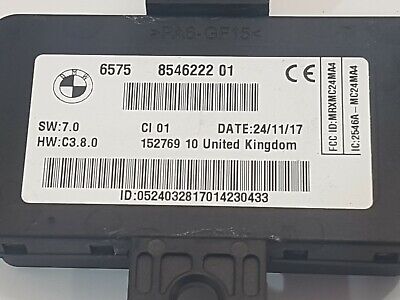 >PA6-GF15<
BMW
6575 8546222 01
SW:7.0 CI 01 DATE:24/11/17
HW:C3.8.0 152769 10 United Kingdom
ID:0524032817014230433
FCC ID:MRXMC24MA4
IC:2546A-MC24MA4